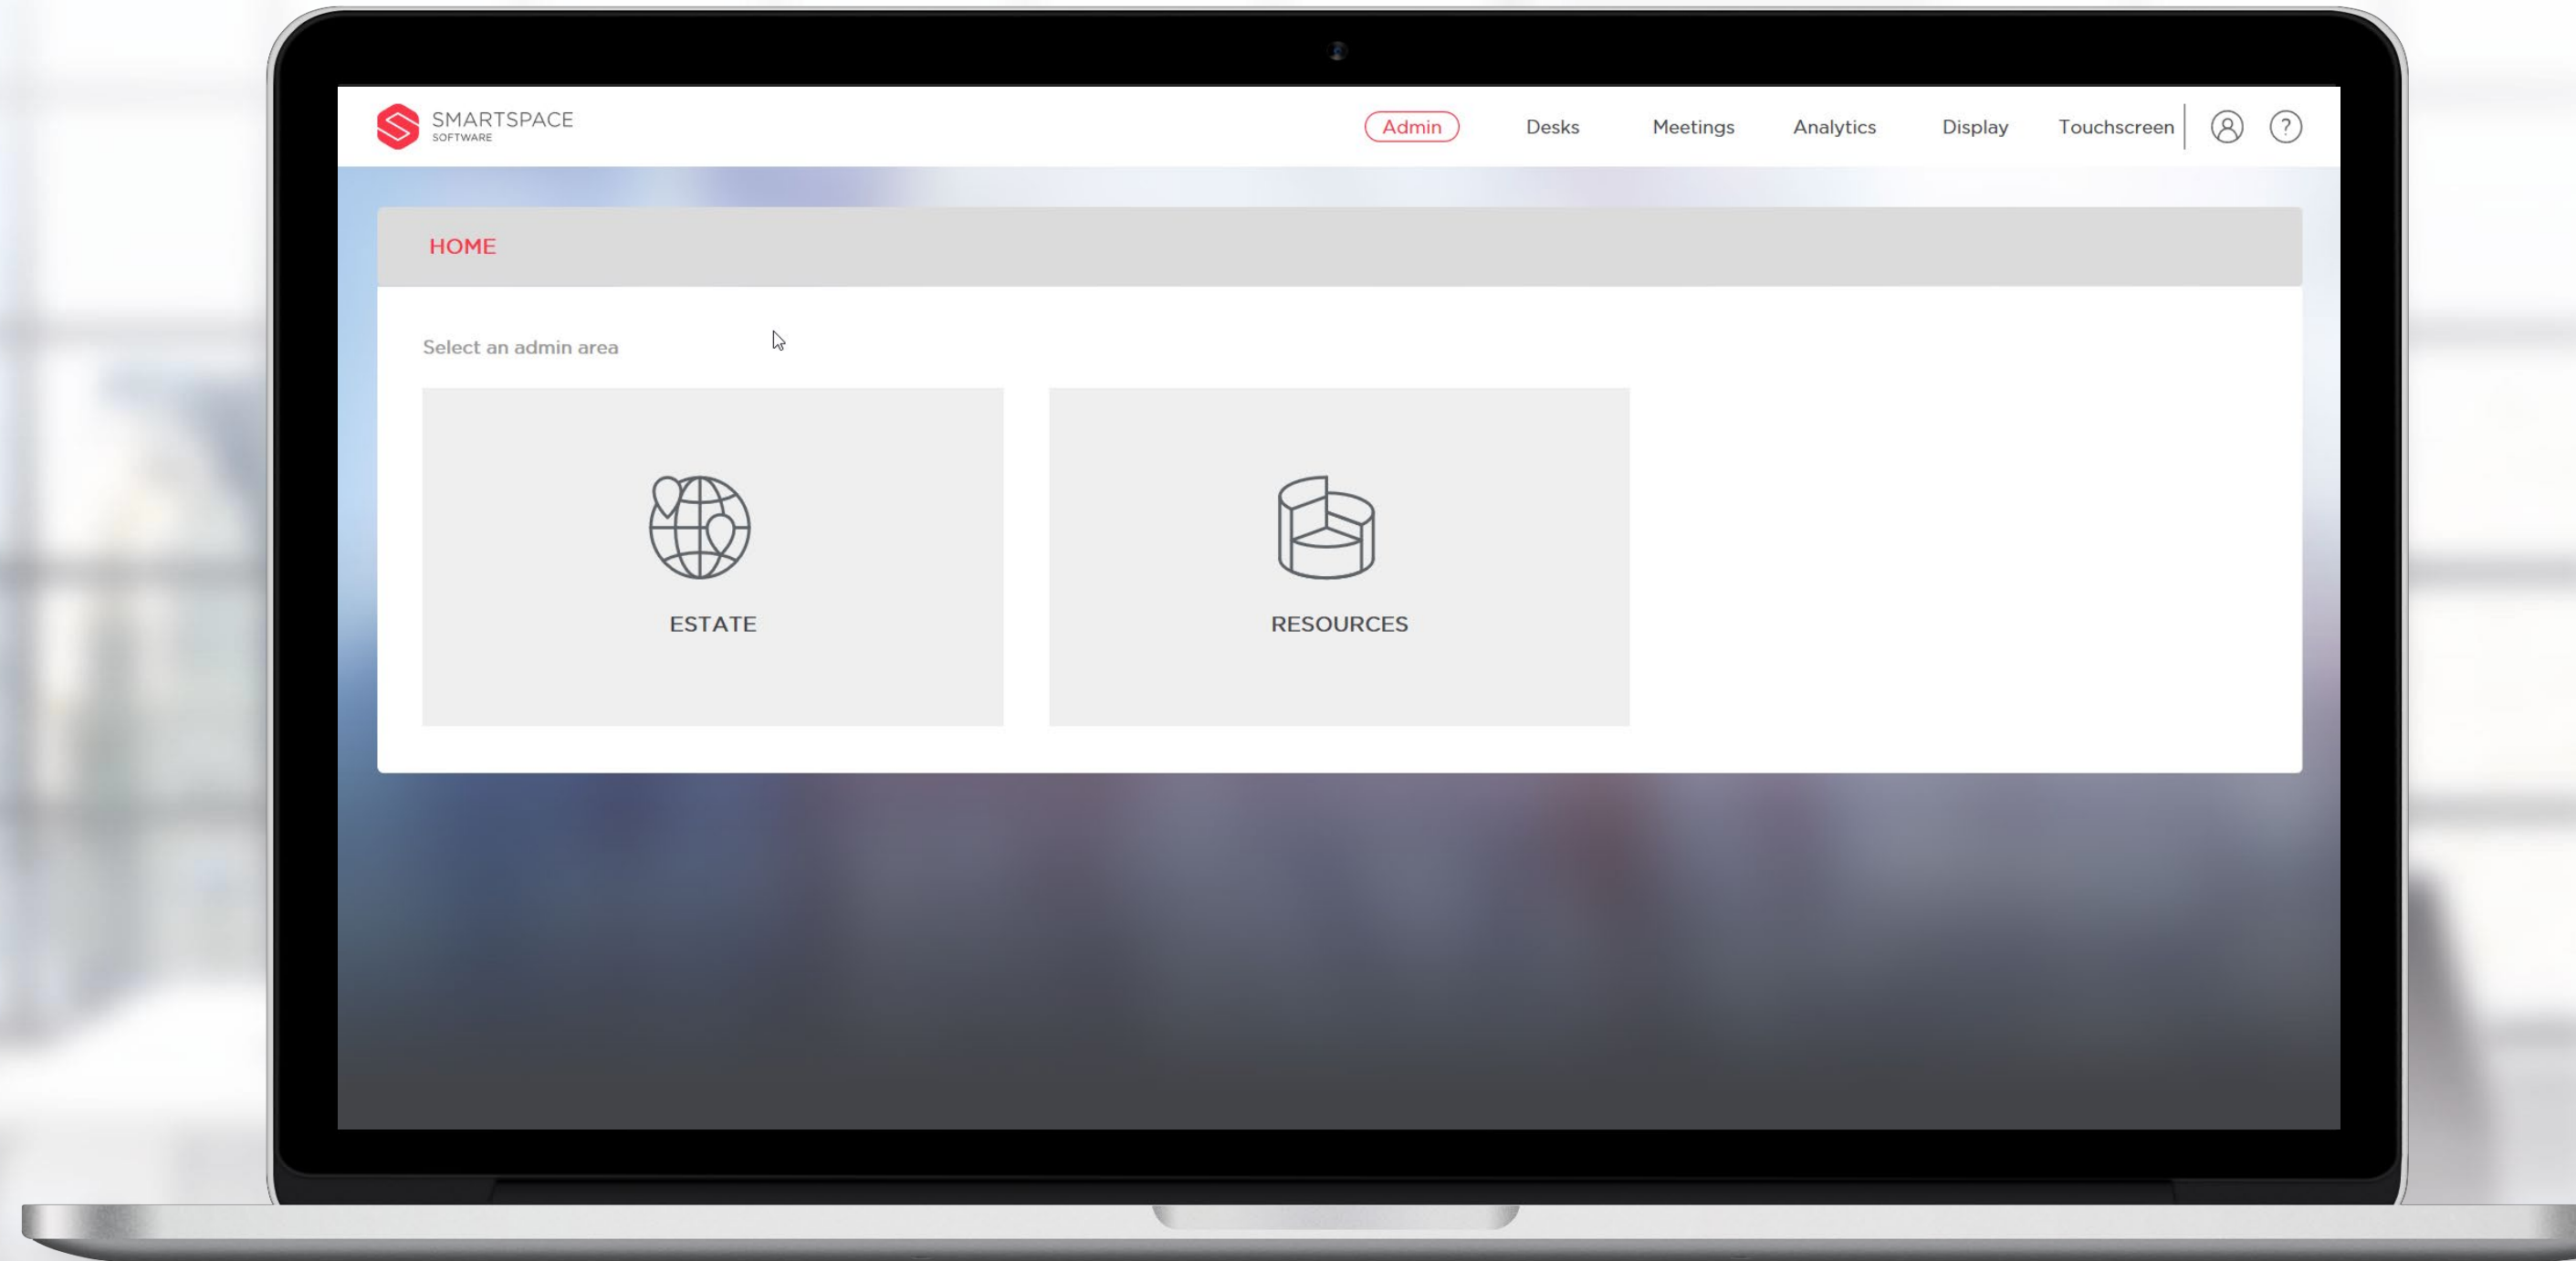 SMARTSPACE
SOFTWARE
Admin
Desks
Meetings
Analytics
Display
Touchscreen
?
HOME
Select an admin area
ESTATE
RESOURCES